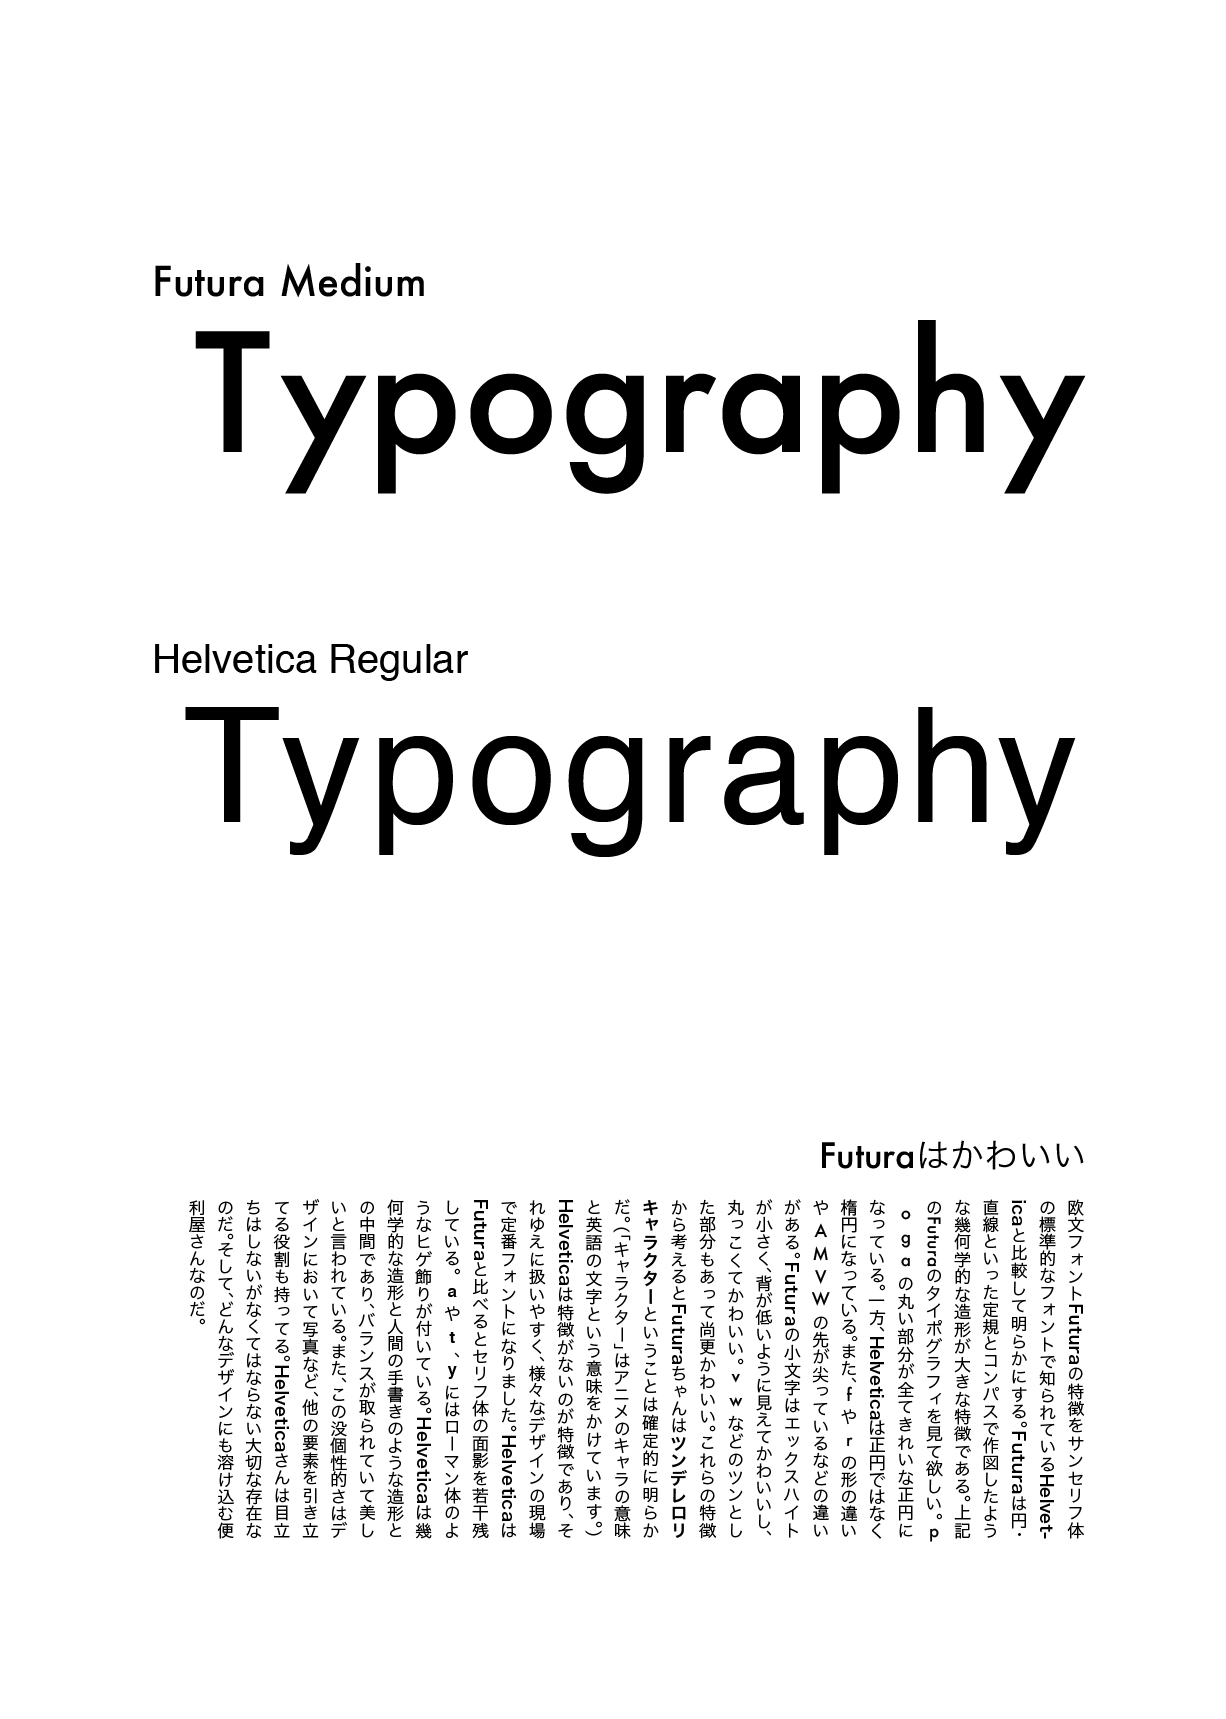 Futura Medium
Typography
Helvetica Regular
Typography
Futuraはかわいい
欧文フォントFuturaの特徴をサンセリフ体
の標準的なフォントで知られているHelvet-
icaと比較して明らかにする。Futuraは円・
直線といった定規とコンパスで作図したよう
な幾何学的な造形が大きな特徴である。上記
のFuturaのタイポグラフィを見て欲しい。p
o g a の丸い部分が全てきれいな正円に
なっている。一方、Helveticaは正円ではなく
楕円になっている。また、f や r の形の違い
や A M V W の先が尖っているなどの違い
がある。Futuraの小文字はエックスハイト
が小さく、背が低いように見えてかわいいし、
丸っこくてかわいい。v w などのツンとし
た部分もあって尚更かわいい。これらの特徴
から考えるとFuturaちゃんはツンデレロリ
キャラクターということは確定的に明らか
だ。（「キャラクター」はアニメのキャラの意味
と英語の文字という意味をかけています。）
Helveticaは特徴がないのが特徴であり、そ
れゆえに扱いやすく、様々なデザインの現場
で定番フォントになりました。Helveticaは
Futuraと比べるとセリフ体の面影を若干残
している。a や t 、y にはローマン体のよ
うなヒゲ飾りが付いている。Helveticaは幾
何学的な造形と人間の手書きのような造形と
の中間であり、バランスが取られていて美し
いと言われている。また、この没個性的さはデ
ザインにおいて写真など、他の要素を引き立
てる役割も持ってる。Helveticaさんは目立
ちはしないがなくてはならない大切な存在な
のだ。そして、どんなデザインにも溶け込む便
利屋さんなのだ。